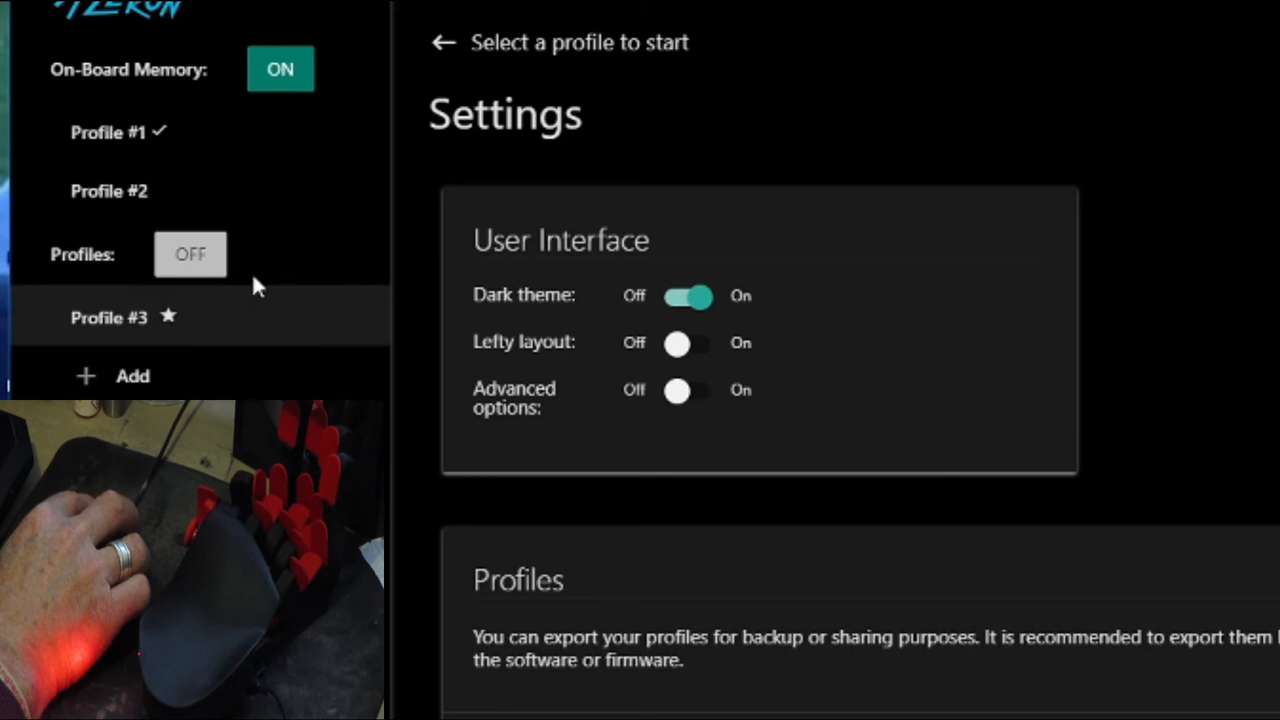 AZERON
On-Board Memory: ON
Profile #1
Profile #2
Profiles: OFF
Profile #3
+ Add
← Select a profile to start
Settings
User Interface
Dark theme: Off On
Lefty layout: Off On
Advanced options: Off On
Profiles
You can export your profiles for backup or sharing purposes. It is recommended to export them
the software or firmware.